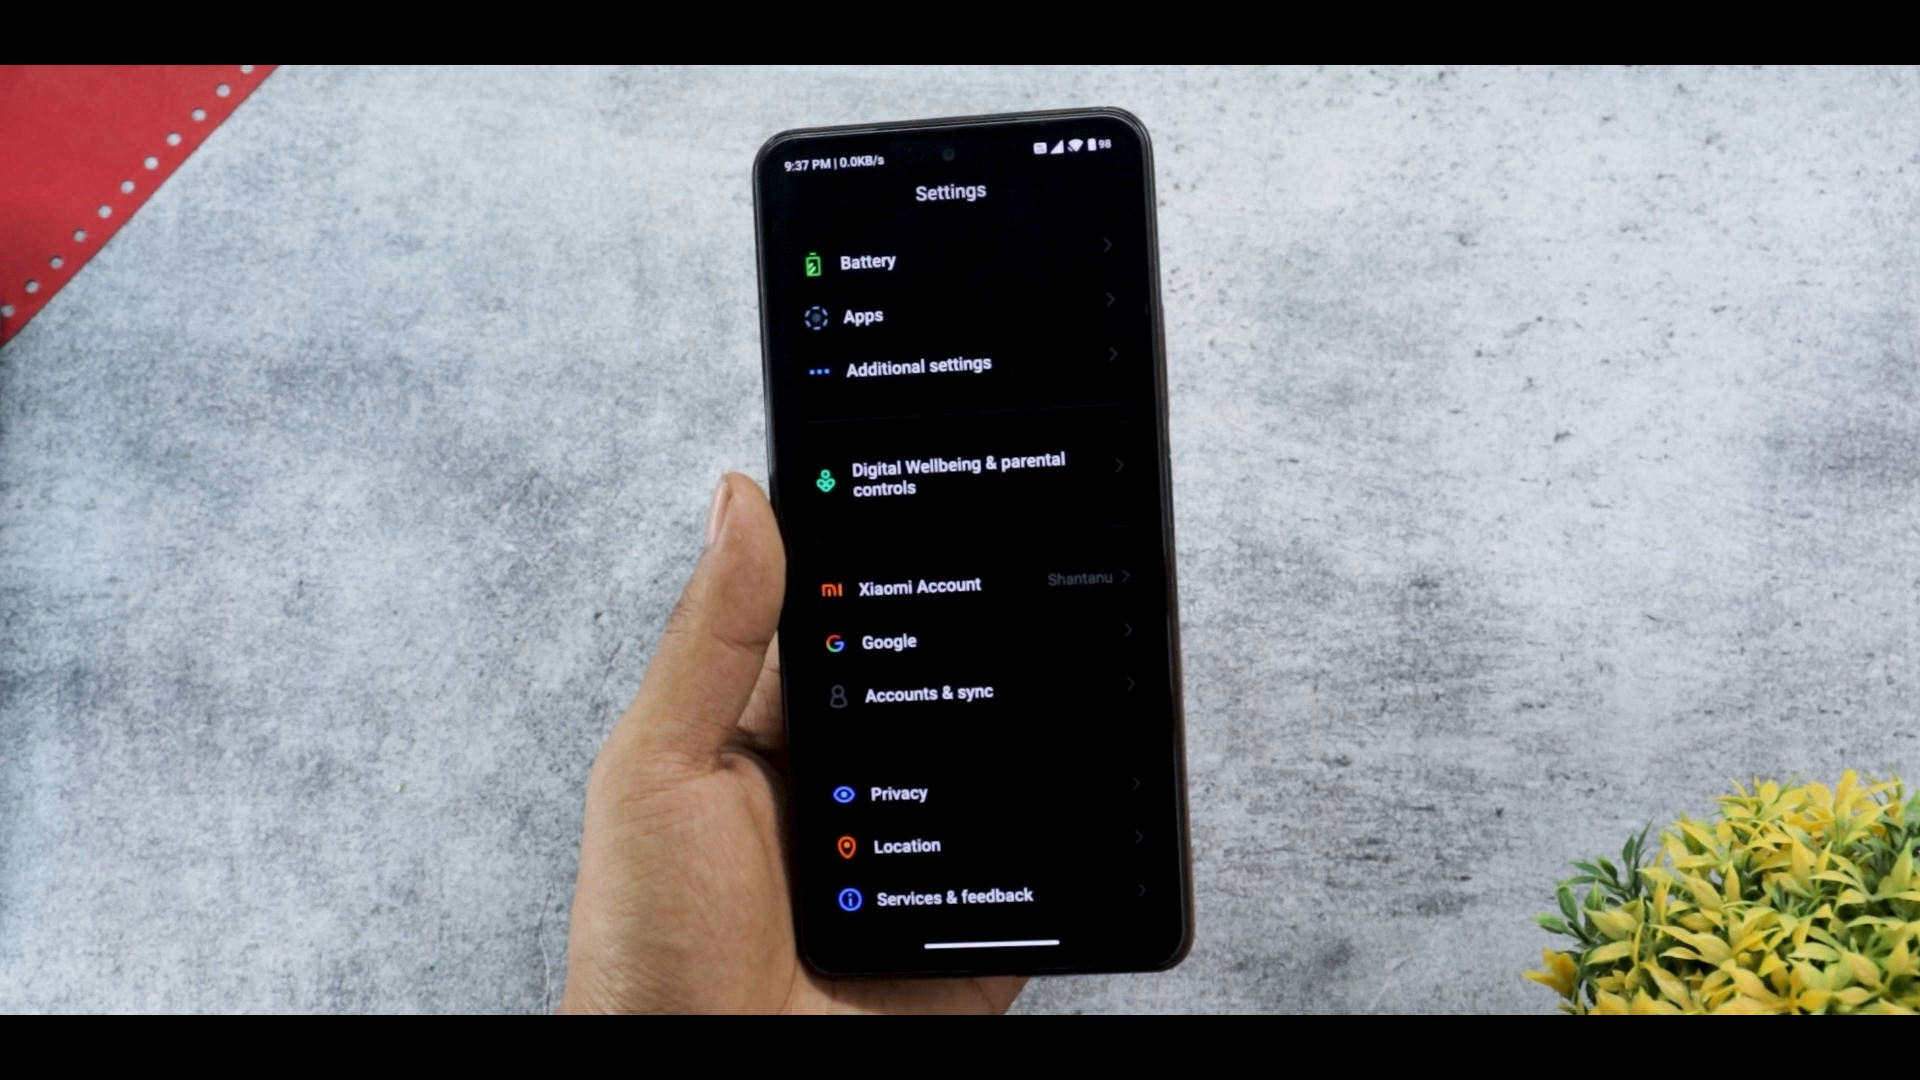 9:37 PM | 0.0KB/s 98
Settings
Battery
Apps
Additional settings
Digital Wellbeing & parental
controls
Xiaomi Account Shantanu
Google
Accounts & sync
Privacy
Location
Services & feedback